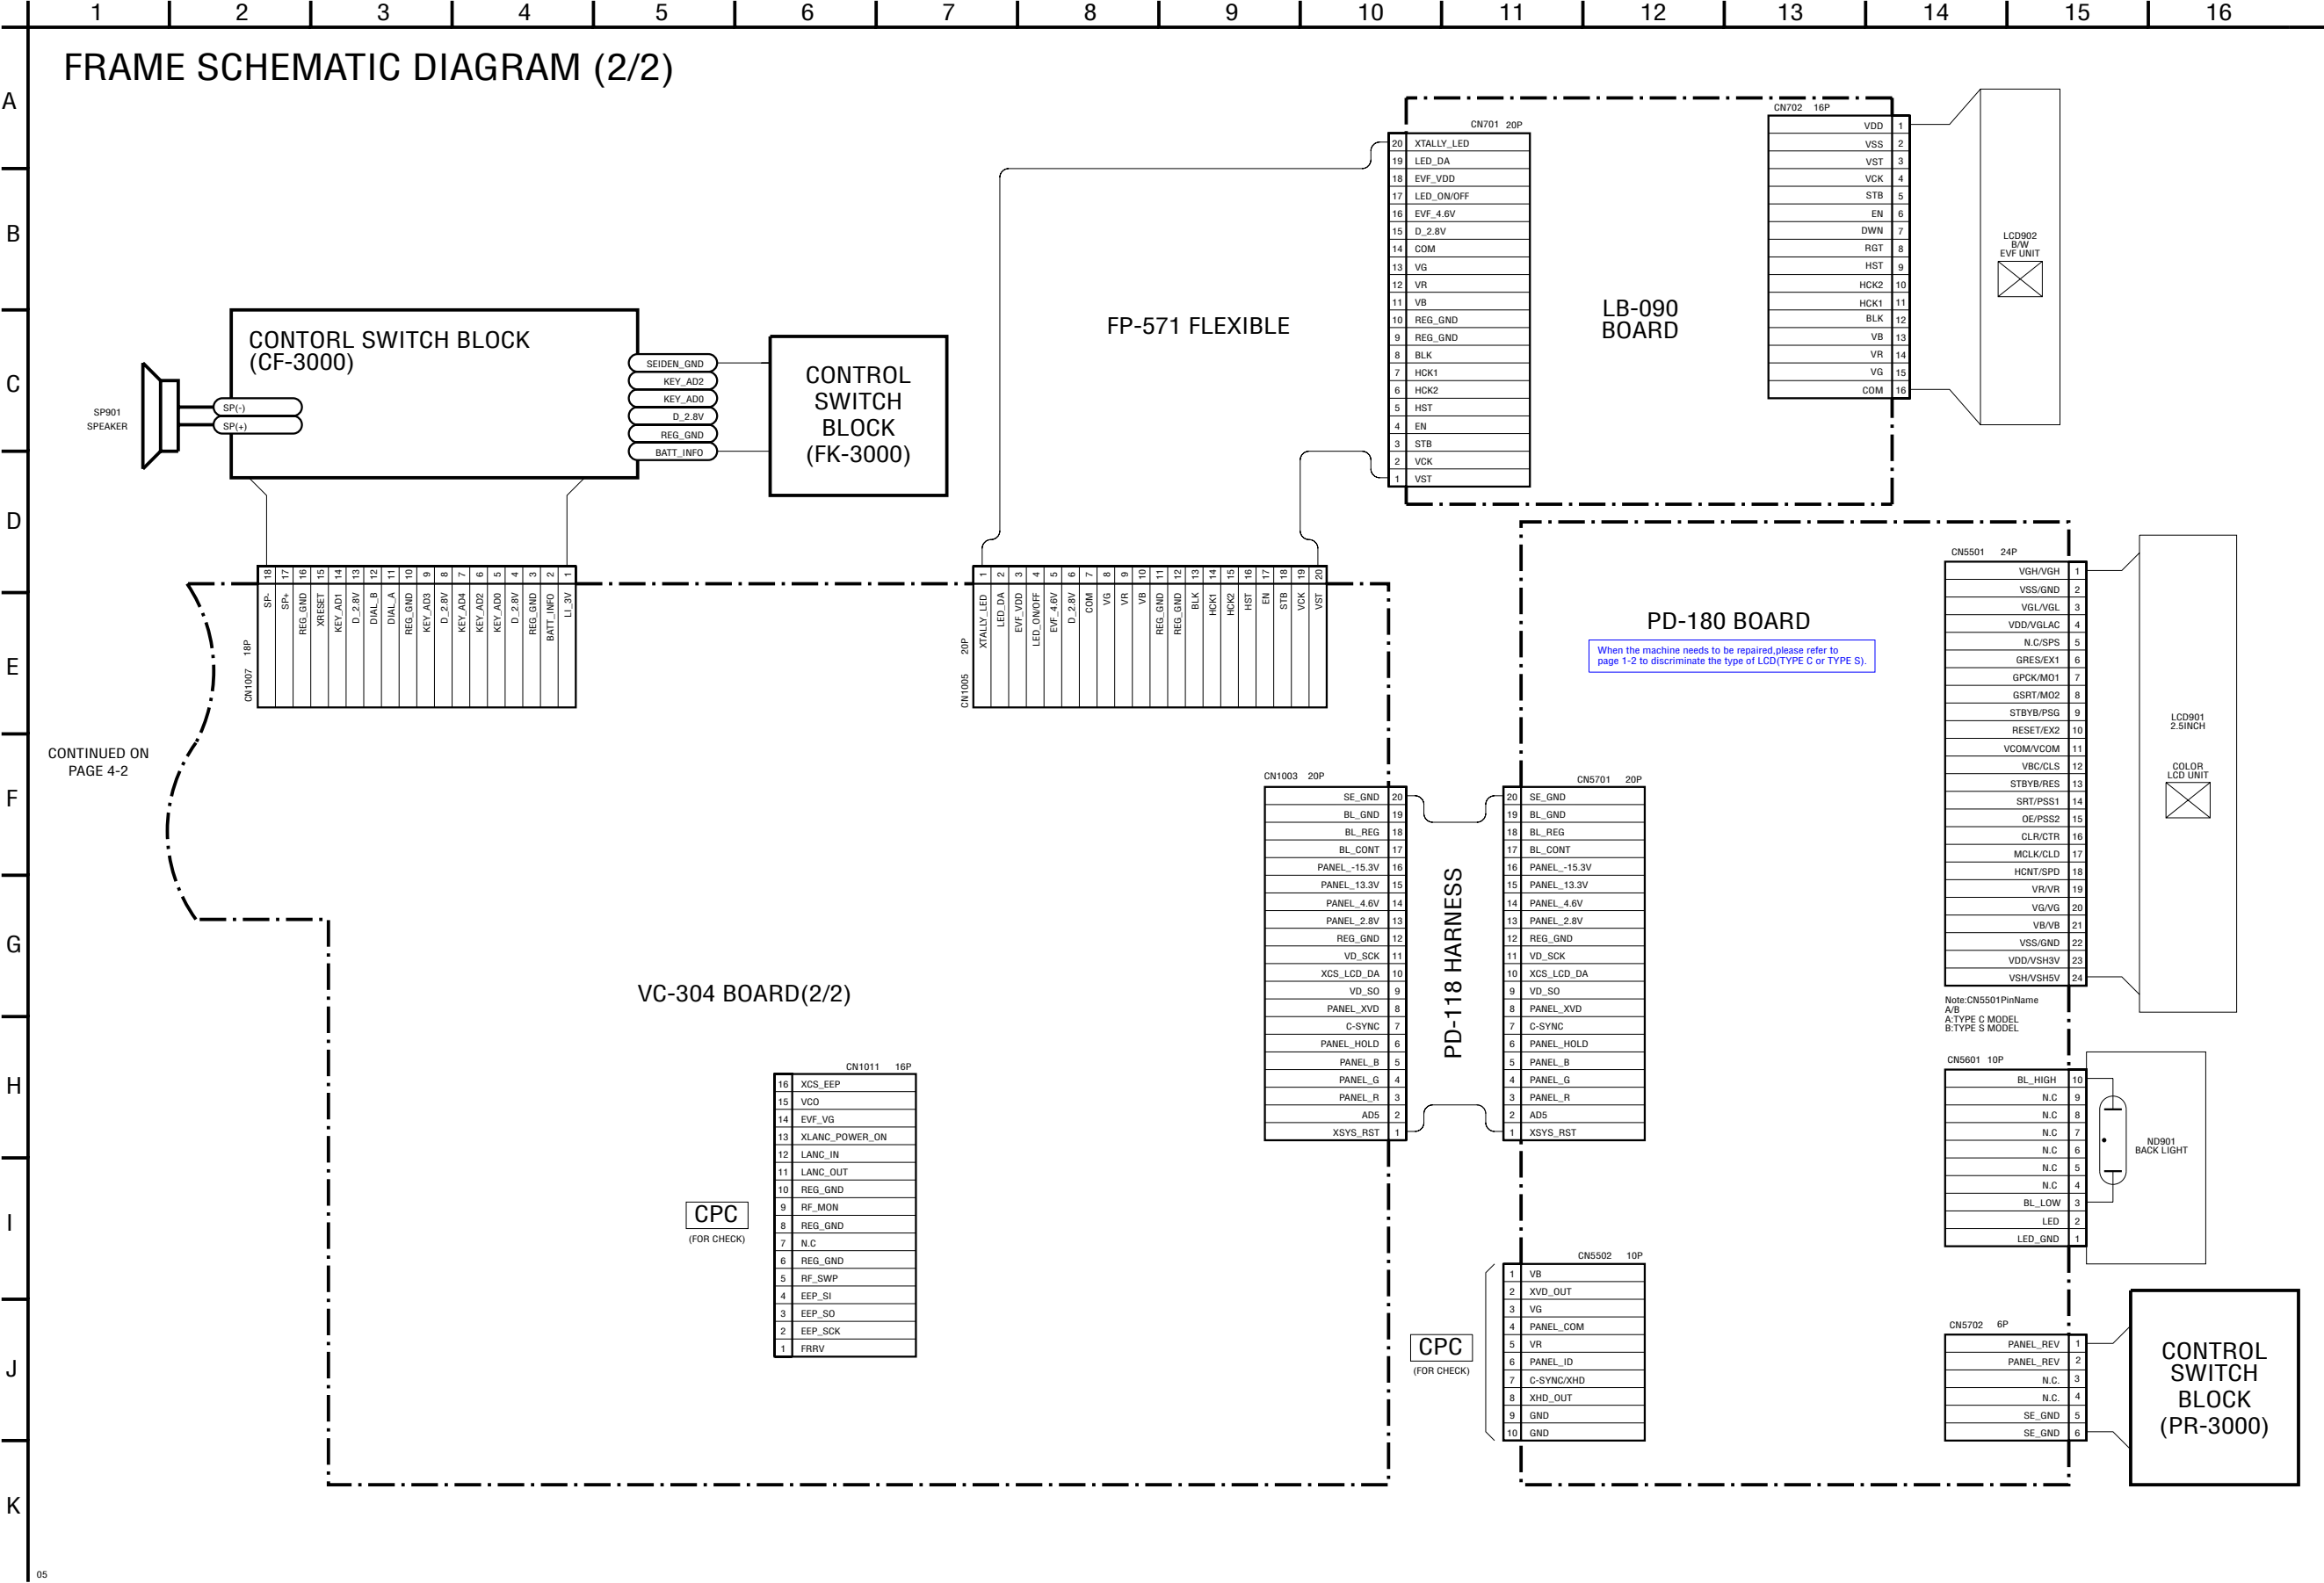 1 2 3 4 5 6 7 8 9 10 11 12 13 14 15 16
A
B
C
D
E
F
G
H
I
J
K
FRAME SCHEMATIC DIAGRAM (2/2)
CONTORL SWITCH BLOCK
(CF-3000)
SP901
SPEAKER
SP(-)
SP(+)
SEIDEN_GND
KEY_AD2
KEY_AD0
D_2.8V
REG_GND
BATT_INFO
CONTROL
SWITCH
BLOCK
(FK-3000)
FP-571 FLEXIBLE
CN701 20P
20 XTALLY_LED
19 LED_DA
18 EVF_VDD
17 LED_ON/OFF
16 EVF_4.6V
15 D_2.8V
14 COM
13 VG
12 VR
11 VB
10 REG_GND
9 REG_GND
8 BLK
7 HCK1
6 HCK2
5 HST
4 EN
3 STB
2 VCK
1 VST
LB-090
BOARD
CN702 16P
VDD 1
VSS 2
VST 3
VCK 4
STB 5
EN 6
DWN 7
RGT 8
HST 9
HCK2 10
HCK1 11
BLK 12
VB 13
VR 14
VG 15
COM 16
LCD902
B/W
EVF UNIT
CN1007 18P
18 SP-
17 SP+
16 REG_GND
15 XRESET
14 KEY_AD1
13 D_2.8V
12 DIAL_B
11 DIAL_A
10 REG_GND
9 KEY_AD3
8 D_2.8V
7 KEY_AD4
6 KEY_AD2
5 KEY_AD0
4 D_2.8V
3 REG_GND
2 BATT_INFO
1 LI_3V
CN1005 20P
1 XTALLY_LED
2 LED_DA
3 EVF_VDD
4 LED_ON/OFF
5 EVF_4.6V
6 D_2.8V
7 COM
8 VG
9 VR
10 VB
11 REG_GND
12 REG_GND
13 BLK
14 HCK1
15 HCK2
16 HST
17 EN
18 STB
19 VCK
20 VST
CONTINUED ON
PAGE 4-2
VC-304 BOARD(2/2)
CPC
(FOR CHECK)
CN1011 16P
16 XCS_EEP
15 VCO
14 EVF_VG
13 XLANC_POWER_ON
12 LANC_IN
11 LANC_OUT
10 REG_GND
9 RF_MON
8 REG_GND
7 N.C
6 REG_GND
5 RF_SWP
4 EEP_SI
3 EEP_SO
2 EEP_SCK
1 FRRV
CN1003 20P
SE_GND 20
BL_GND 19
BL_REG 18
BL_CONT 17
PANEL_-15.3V 16
PANEL_13.3V 15
PANEL_4.6V 14
PANEL_2.8V 13
REG_GND 12
VD_SCK 11
XCS_LCD_DA 10
VD_SO 9
PANEL_XVD 8
C-SYNC 7
PANEL_HOLD 6
PANEL_B 5
PANEL_G 4
PANEL_R 3
AD5 2
XSYS_RST 1
PD-118 HARNESS
CN5701 20P
20 SE_GND
19 BL_GND
18 BL_REG
17 BL_CONT
16 PANEL_-15.3V
15 PANEL_13.3V
14 PANEL_4.6V
13 PANEL_2.8V
12 REG_GND
11 VD_SCK
10 XCS_LCD_DA
9 VD_SO
8 PANEL_XVD
7 C-SYNC
6 PANEL_HOLD
5 PANEL_B
4 PANEL_G
3 PANEL_R
2 AD5
1 XSYS_RST
PD-180 BOARD
When the machine needs to be repaired,please refer to
page 1-2 to discriminate the type of LCD(TYPE C or TYPE S).
CN5501 24P
VGH/VGH 1
VSS/GND 2
VGL/VGL 3
VDD/VGLAC 4
N.C/SPS 5
GRES/EX1 6
GPCK/MO1 7
GSRT/MO2 8
STBYB/PSG 9
RESET/EX2 10
VCOM/VCOM 11
VBC/CLS 12
STBYB/RES 13
SRT/PSS1 14
OE/PSS2 15
CLR/CTR 16
MCLK/CLD 17
HCNT/SPD 18
VR/VR 19
VG/VG 20
VB/VB 21
VSS/GND 22
VDD/VSH3V 23
VSH/VSH5V 24
Note:CN5501PinName
A/B
A:TYPE C MODEL
B:TYPE S MODEL
LCD901
2.5INCH
COLOR
LCD UNIT
CN5601 10P
BL_HIGH 10
N.C 9
N.C 8
N.C 7
N.C 6
N.C 5
N.C 4
BL_LOW 3
LED 2
LED_GND 1
ND901
BACK LIGHT
CPC
(FOR CHECK)
CN5502 10P
1 VB
2 XVD_OUT
3 VG
4 PANEL_COM
5 VR
6 PANEL_ID
7 C-SYNC/XHD
8 XHD_OUT
9 GND
10 GND
CN5702 6P
PANEL_REV 1
PANEL_REV 2
N.C. 3
N.C. 4
SE_GND 5
SE_GND 6
CONTROL
SWITCH
BLOCK
(PR-3000)
05